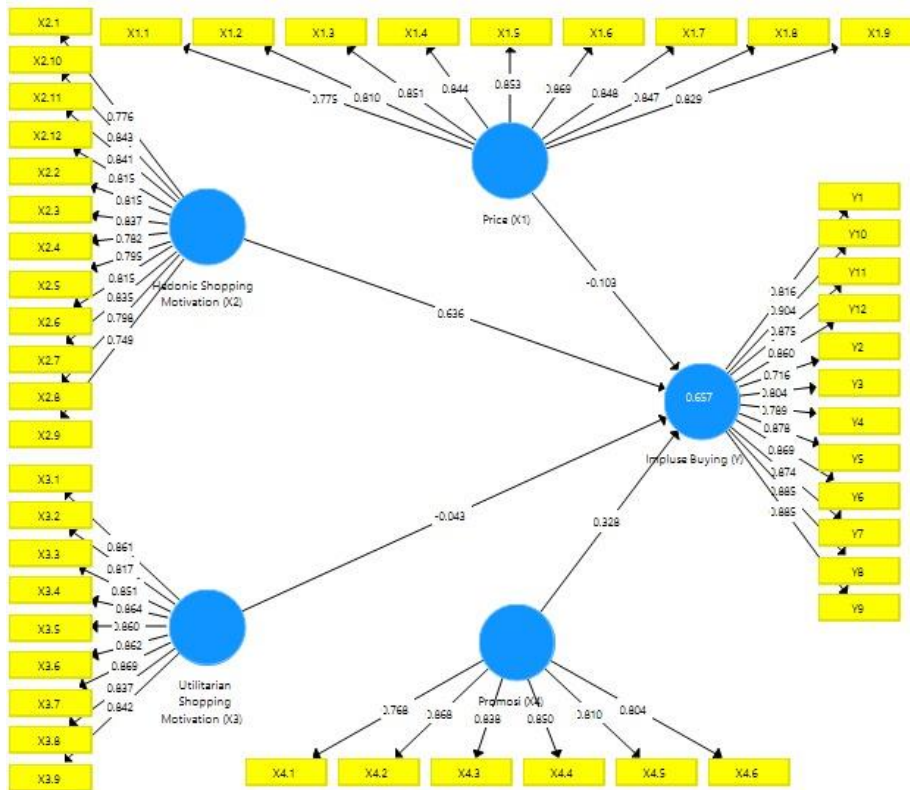 X2.1
X2.10
X2.11
X2.12
X2.2
X2.3
X2.4
X2.5
X2.6
X2.7
X2.8
X2.9
0.776
0.843
0.841
0.815
0.815
0.837
0.782
0.795
0.815
0.835
0.798
0.749
Hedonic Shopping
Motivation (X2)
X1.1
X1.2
X1.3
X1.4
X1.5
X1.6
X1.7
X1.8
X1.9
0.775
0.810
0.851
0.844
0.853
0.869
0.848
0.847
0.829
Price (X1)
-0.103
0.636
0.657
Impluse Buying (Y)
Y1
Y10
Y11
Y12
Y2
Y3
Y4
Y5
Y6
Y7
Y8
Y9
0.816
0.904
0.875
0.860
0.716
0.804
0.789
0.878
0.869
0.874
0.885
0.885
X3.1
X3.2
X3.3
X3.4
X3.5
X3.6
X3.7
X3.8
X3.9
0.861
0.817
0.851
0.864
0.860
0.862
0.869
0.837
0.842
Utilitarian
Shopping
Motivation (X3)
-0.043
0.328
Promosi (X4)
0.768
0.868
0.838
0.850
0.810
0.804
X4.1
X4.2
X4.3
X4.4
X4.5
X4.6